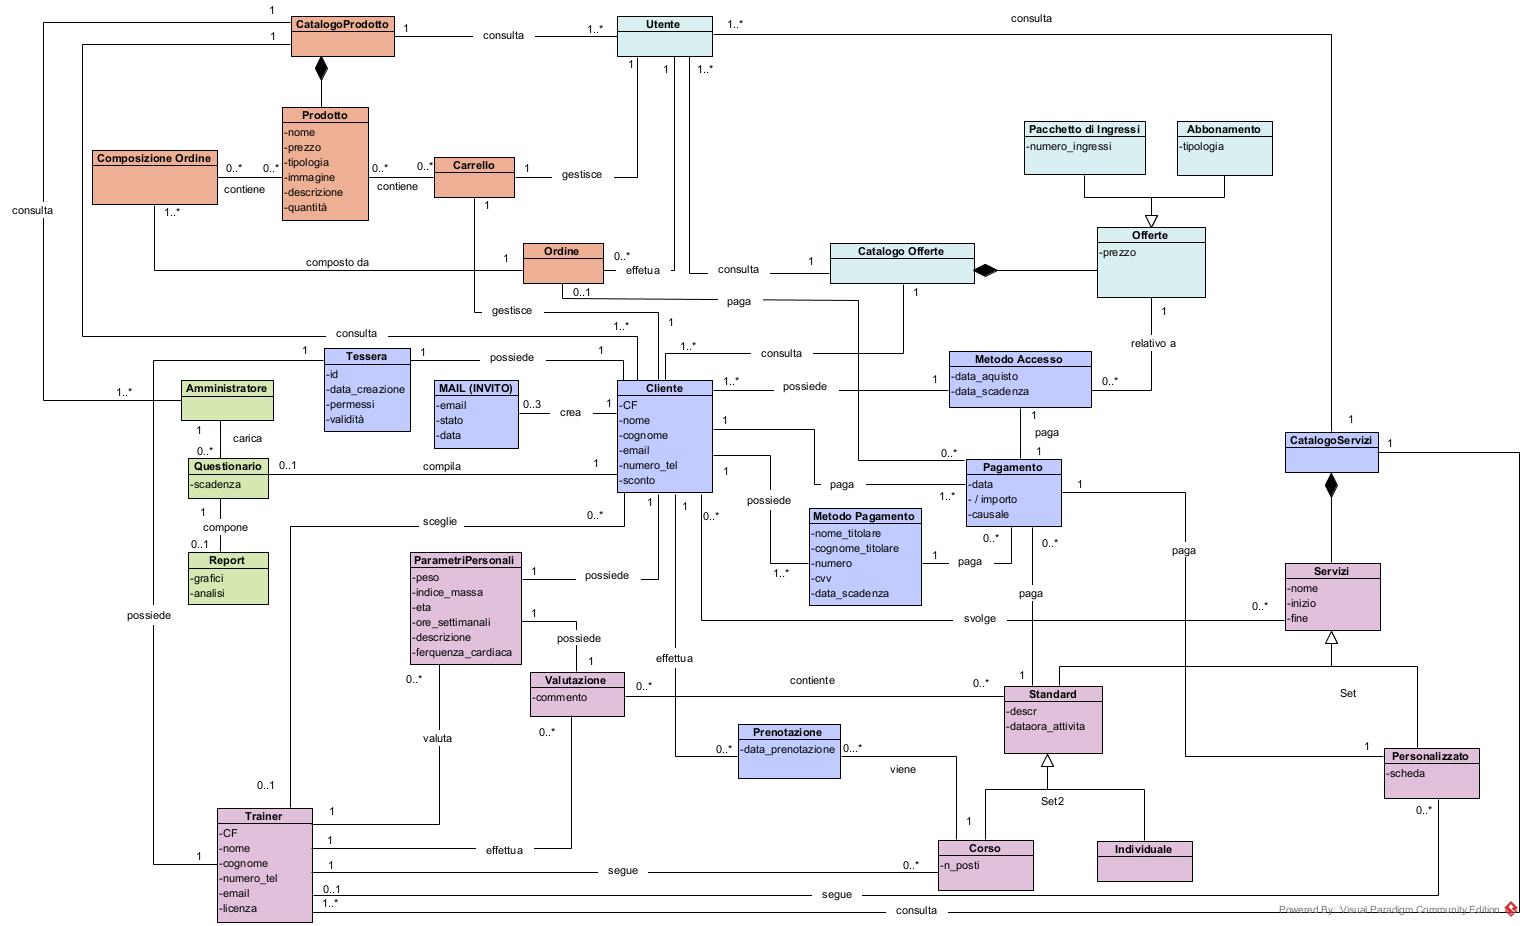 1
CatalogoProdotto
1
consulta
1..*
Utente
1..*
consulta
1
1
1
1..*
Prodotto
-nome
-prezzo
-tipologia
-immagine
-descrizione
-quantità
Pacchetto di Ingressi
-numero_ingressi
Abbonamento
-tipologia
Composizione Ordine
0..*
0..*
contiene
1..*
0..*
0..*
contiene
Carrello
1
gestisce
1
consulta
Offerte
-prezzo
Ordine
1
0..*
effetua
0..1
composto da
Catalogo Offerte
1
consulta
1
1
paga
gestisce
1
consulta
1..*
1..*
consulta
relativo a
Tessera
-id
-data_creazione
-permessi
-validità
1
1
possiede
1
Metodo Accesso
-data_aquisto
-data_scadenza
1
0..*
1
paga
1
1..*
Amministratore
1
carica
0..*
MAIL (INVITO)
-email
-stato
-data
0..3
crea
1
Cliente
-CF
-nome
-cognome
-email
-numero_tel
-sconto
1..*
possiede
1
1
CatalogoServizi
1
Questionario
-scadenza
0..1
compila
1
1
compone
0..1
Report
-grafici
-analisi
1
possiede
1..*
paga
0..*
1..*
Pagamento
-data
- / importo
-causale
1
0..*
0..*
paga
Metodo Pagamento
-nome_titolare
-cognome_titolare
-numero
-cvv
-data_scadenza
1
paga
sceglie
0..*
1
1
0..*
ParametriPersonali
-peso
-indice_massa
-eta
-ore_settimanali
-descrizione
-ferquenza_cardiaca
1
possiede
1
possiede
1
0..*
paga
Servizi
-nome
-inizio
-fine
0..*
svolge
possiede
effettua
Valutazione
-commento
0..*
0..*
contiente
0..*
1
Standard
-descr
-dataora_attivita
Set
valuta
Prenotazione
-data_prenotazione
0..*
0...*
viene
1
1
Personalizzato
-scheda
0..*
Set2
0..1
Trainer
-CF
-nome
-cognome
-numero_tel
-email
-licenza
1
1
1
effettua
1
segue
0..*
Corso
-n_posti
Individuale
0..1
segue
1..*
consulta
Powered By: Visual Paradigm Community Edition